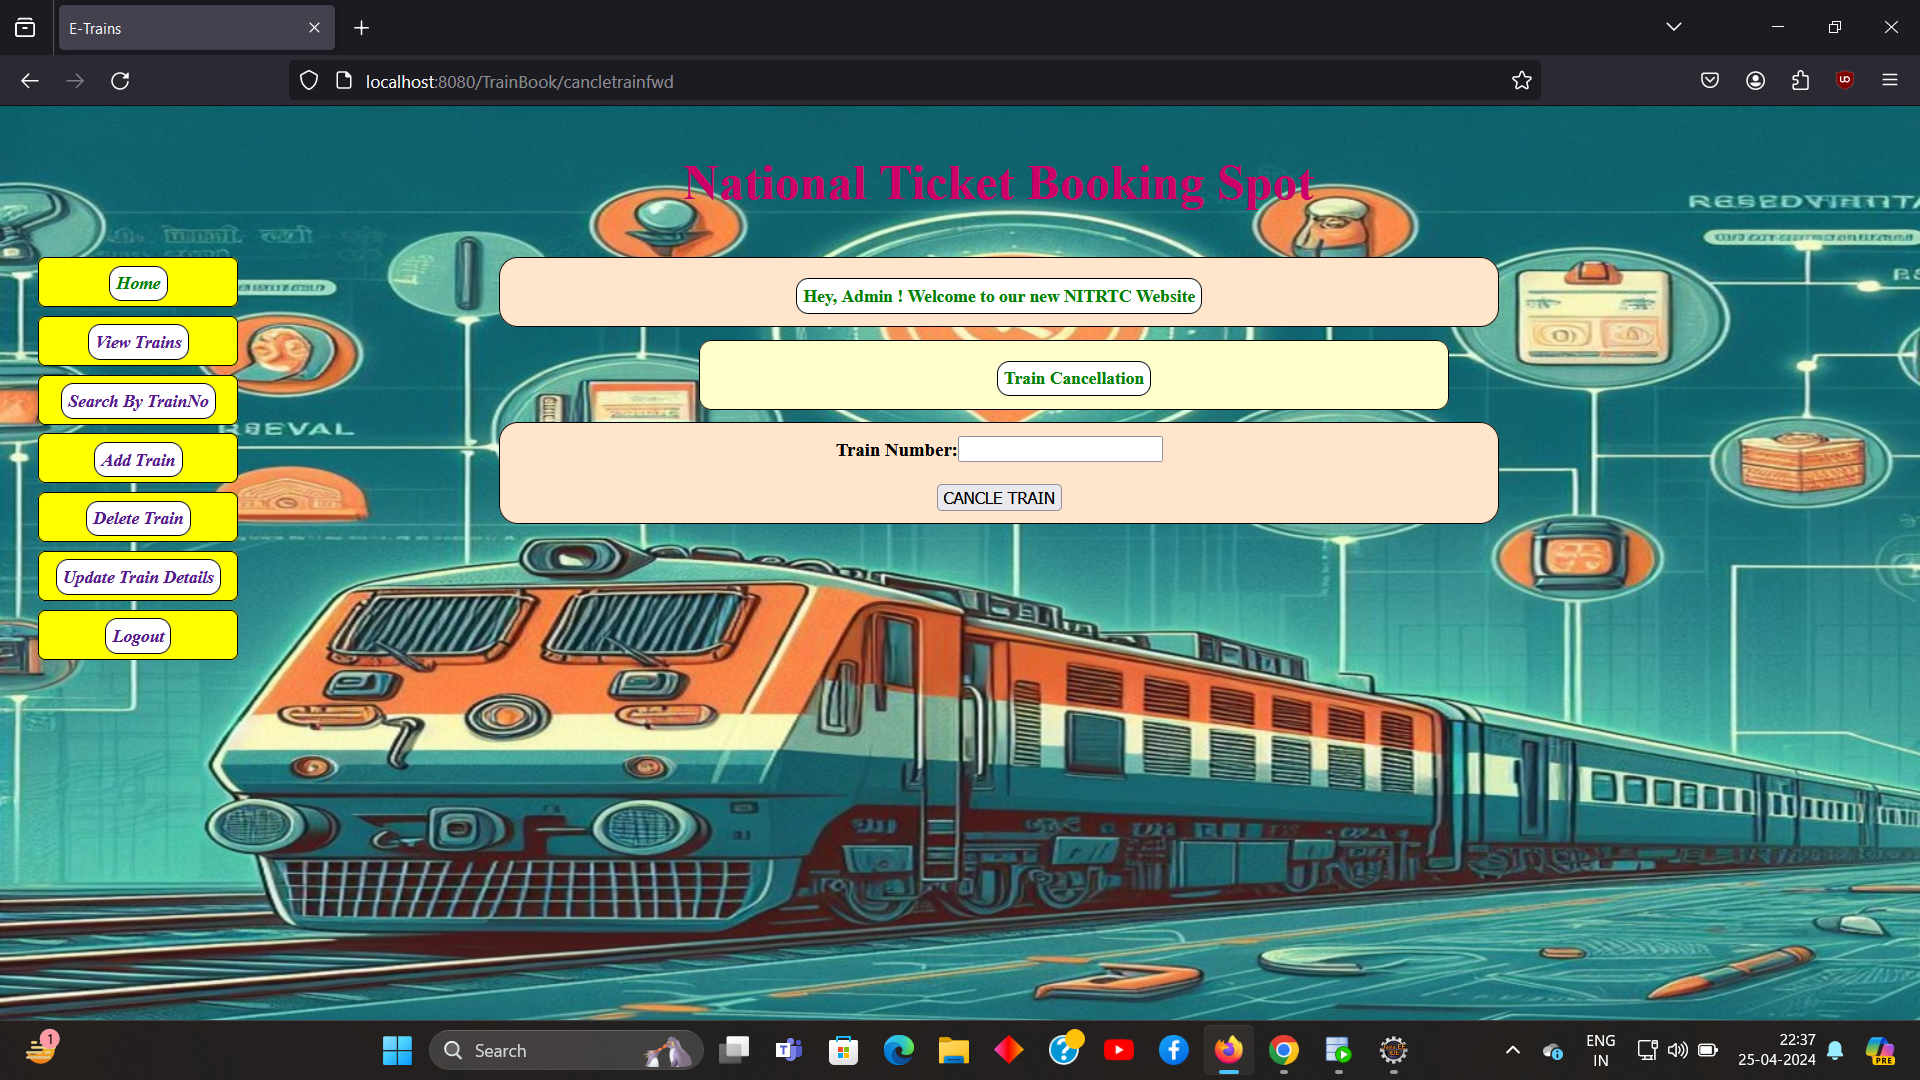 E-Trains
localhost:8080/TrainBook/cancletrainfwd
National Ticket Booking Spot
Home
View Trains
Search By TrainNo
Add Train
Delete Train
Update Train Details
Logout
Hey, Admin ! Welcome to our new NITRTC Website
Train Cancellation
Train Number:
CANCLE TRAIN
1
Search
ENG
IN
22:37
25-04-2024
PRE